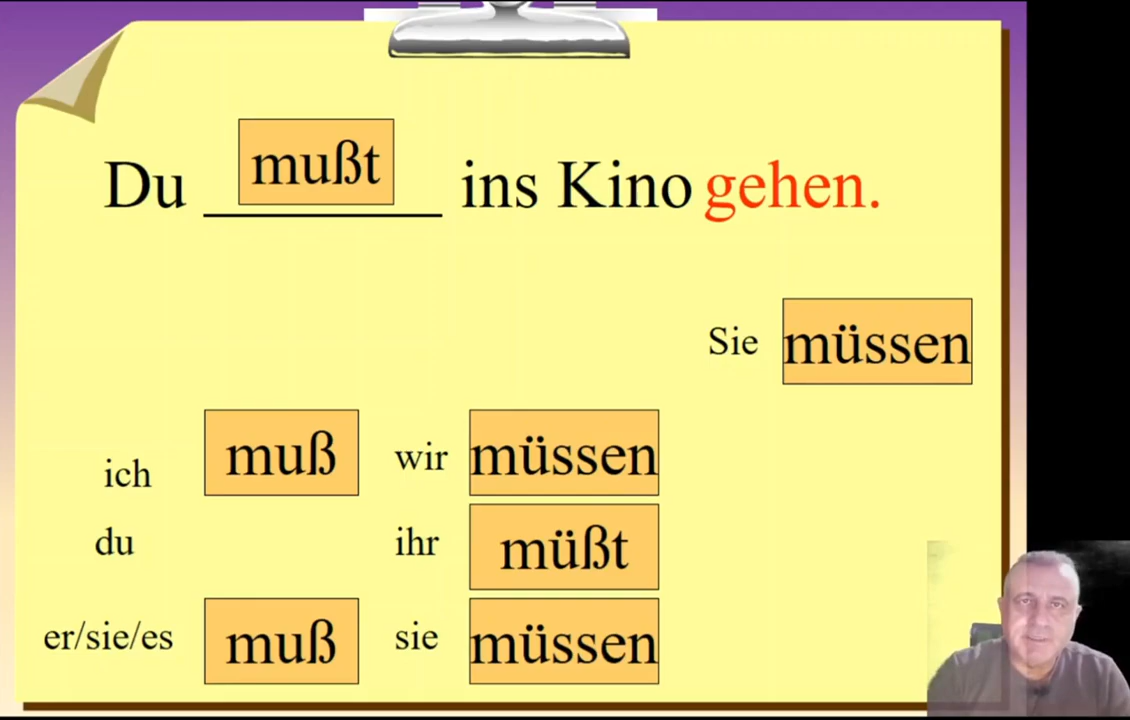 Du mußt ins Kino gehen.
Sie müssen
ich muß wir müssen
du ihr müßt
er/sie/es muß sie müssen